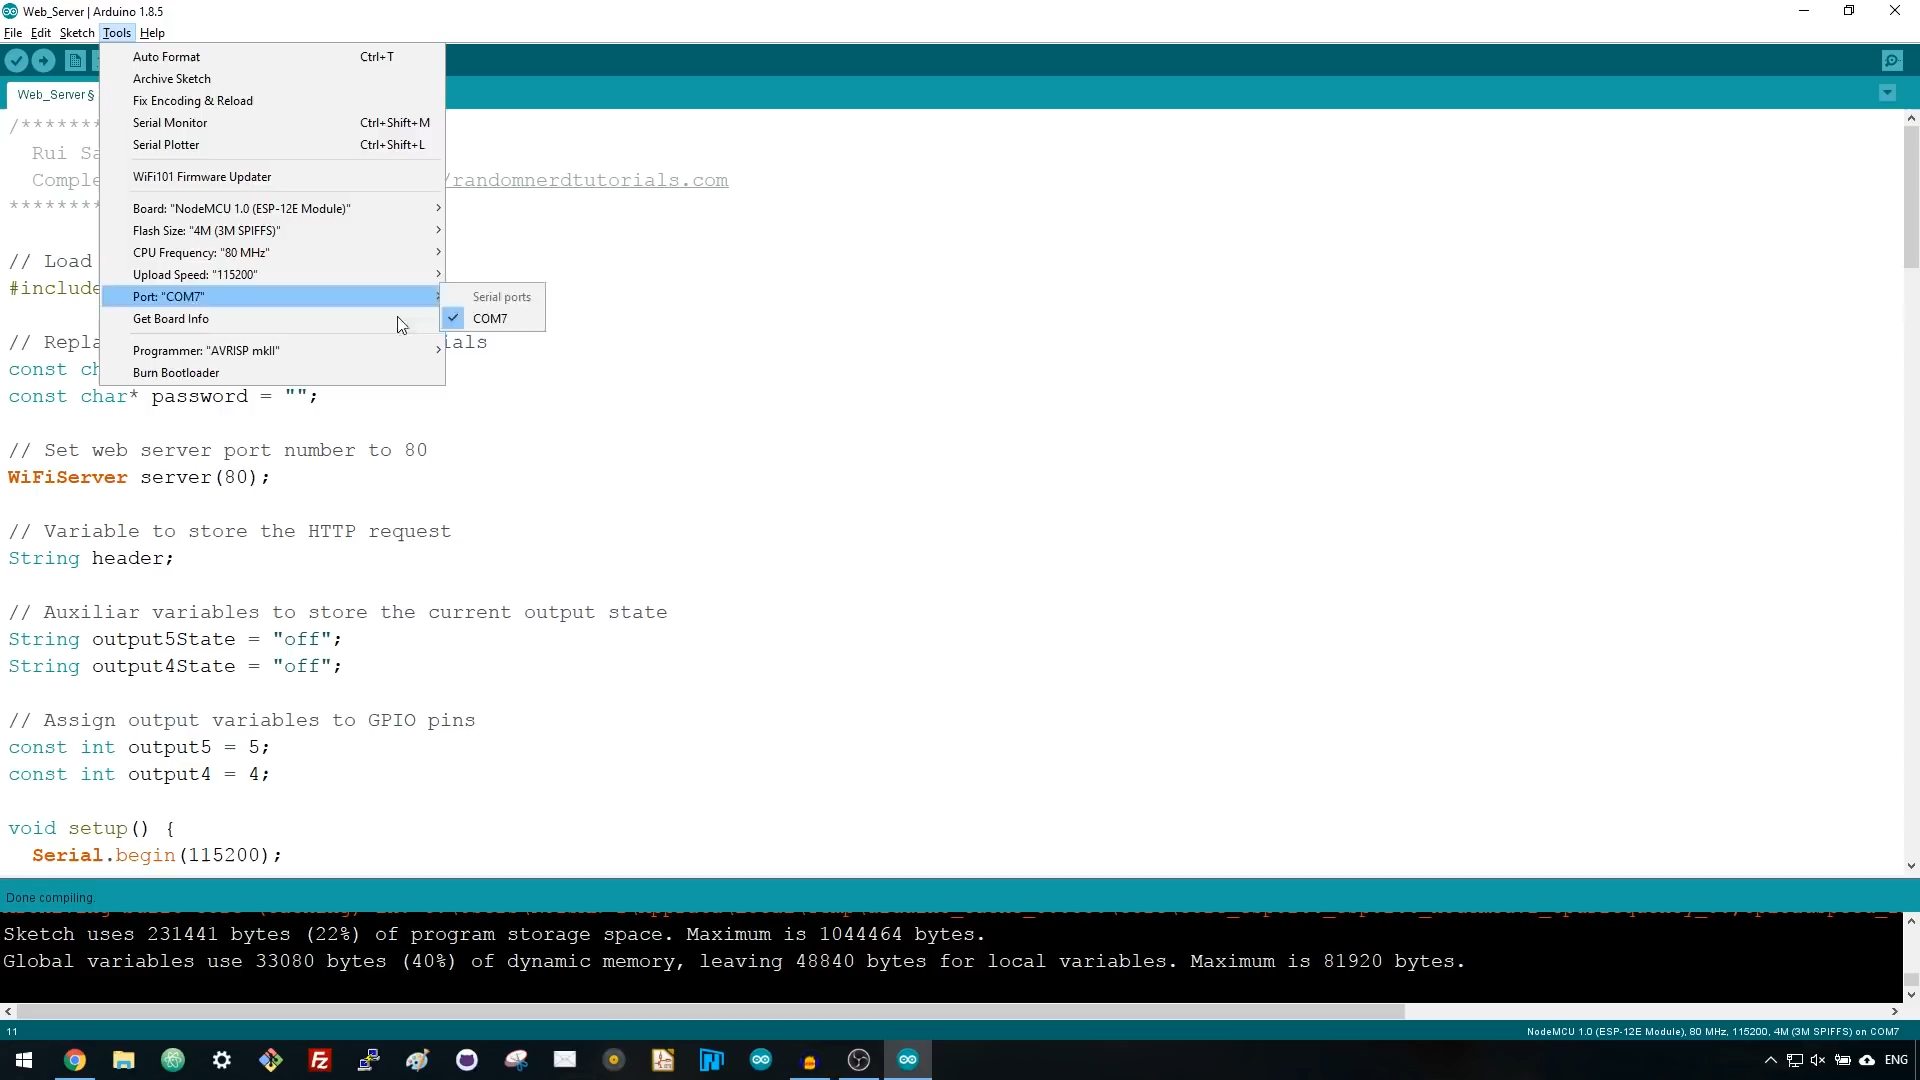 Web_Server | Arduino 1.8.5
File Edit Sketch Tools Help
Auto Format Ctrl+T
Archive Sketch
Fix Encoding & Reload
Serial Monitor Ctrl+Shift+M
Serial Plotter Ctrl+Shift+L
WiFi101 Firmware Updater
Board: "NodeMCU 1.0 (ESP-12E Module)"
Flash Size: "4M (3M SPIFFS)"
CPU Frequency: "80 MHz"
Upload Speed: "115200"
Port: "COM7"
Get Board Info
Programmer: "AVRISP mkII"
Burn Bootloader
Serial ports
COM7
Web_Server §
/*******
Rui
/randomnerdtutorials.com
*******
// Load
#include
//
const
const char* password = "";
// Set web server port number to 80
WiFiServer server(80);
// Variable to store the HTTP request
String header;
// Auxiliar variables to store the current output state
String output5State = "off";
String output4State = "off";
// Assign output variables to GPIO pins
const int output5 = 5;
const int output4 = 4;
void setup() {
Serial.begin(115200);
Done compiling.
Sketch uses 231441 bytes (22%) of program storage space. Maximum is 1044464 bytes.
Global variables use 33080 bytes (40%) of dynamic memory, leaving 48840 bytes for local variables. Maximum is 81920 bytes.
11
NodeMCU 1.0 (ESP-12E Module), 80 MHz, 115200, 4M (3M SPIFFS) on COM7
ENG